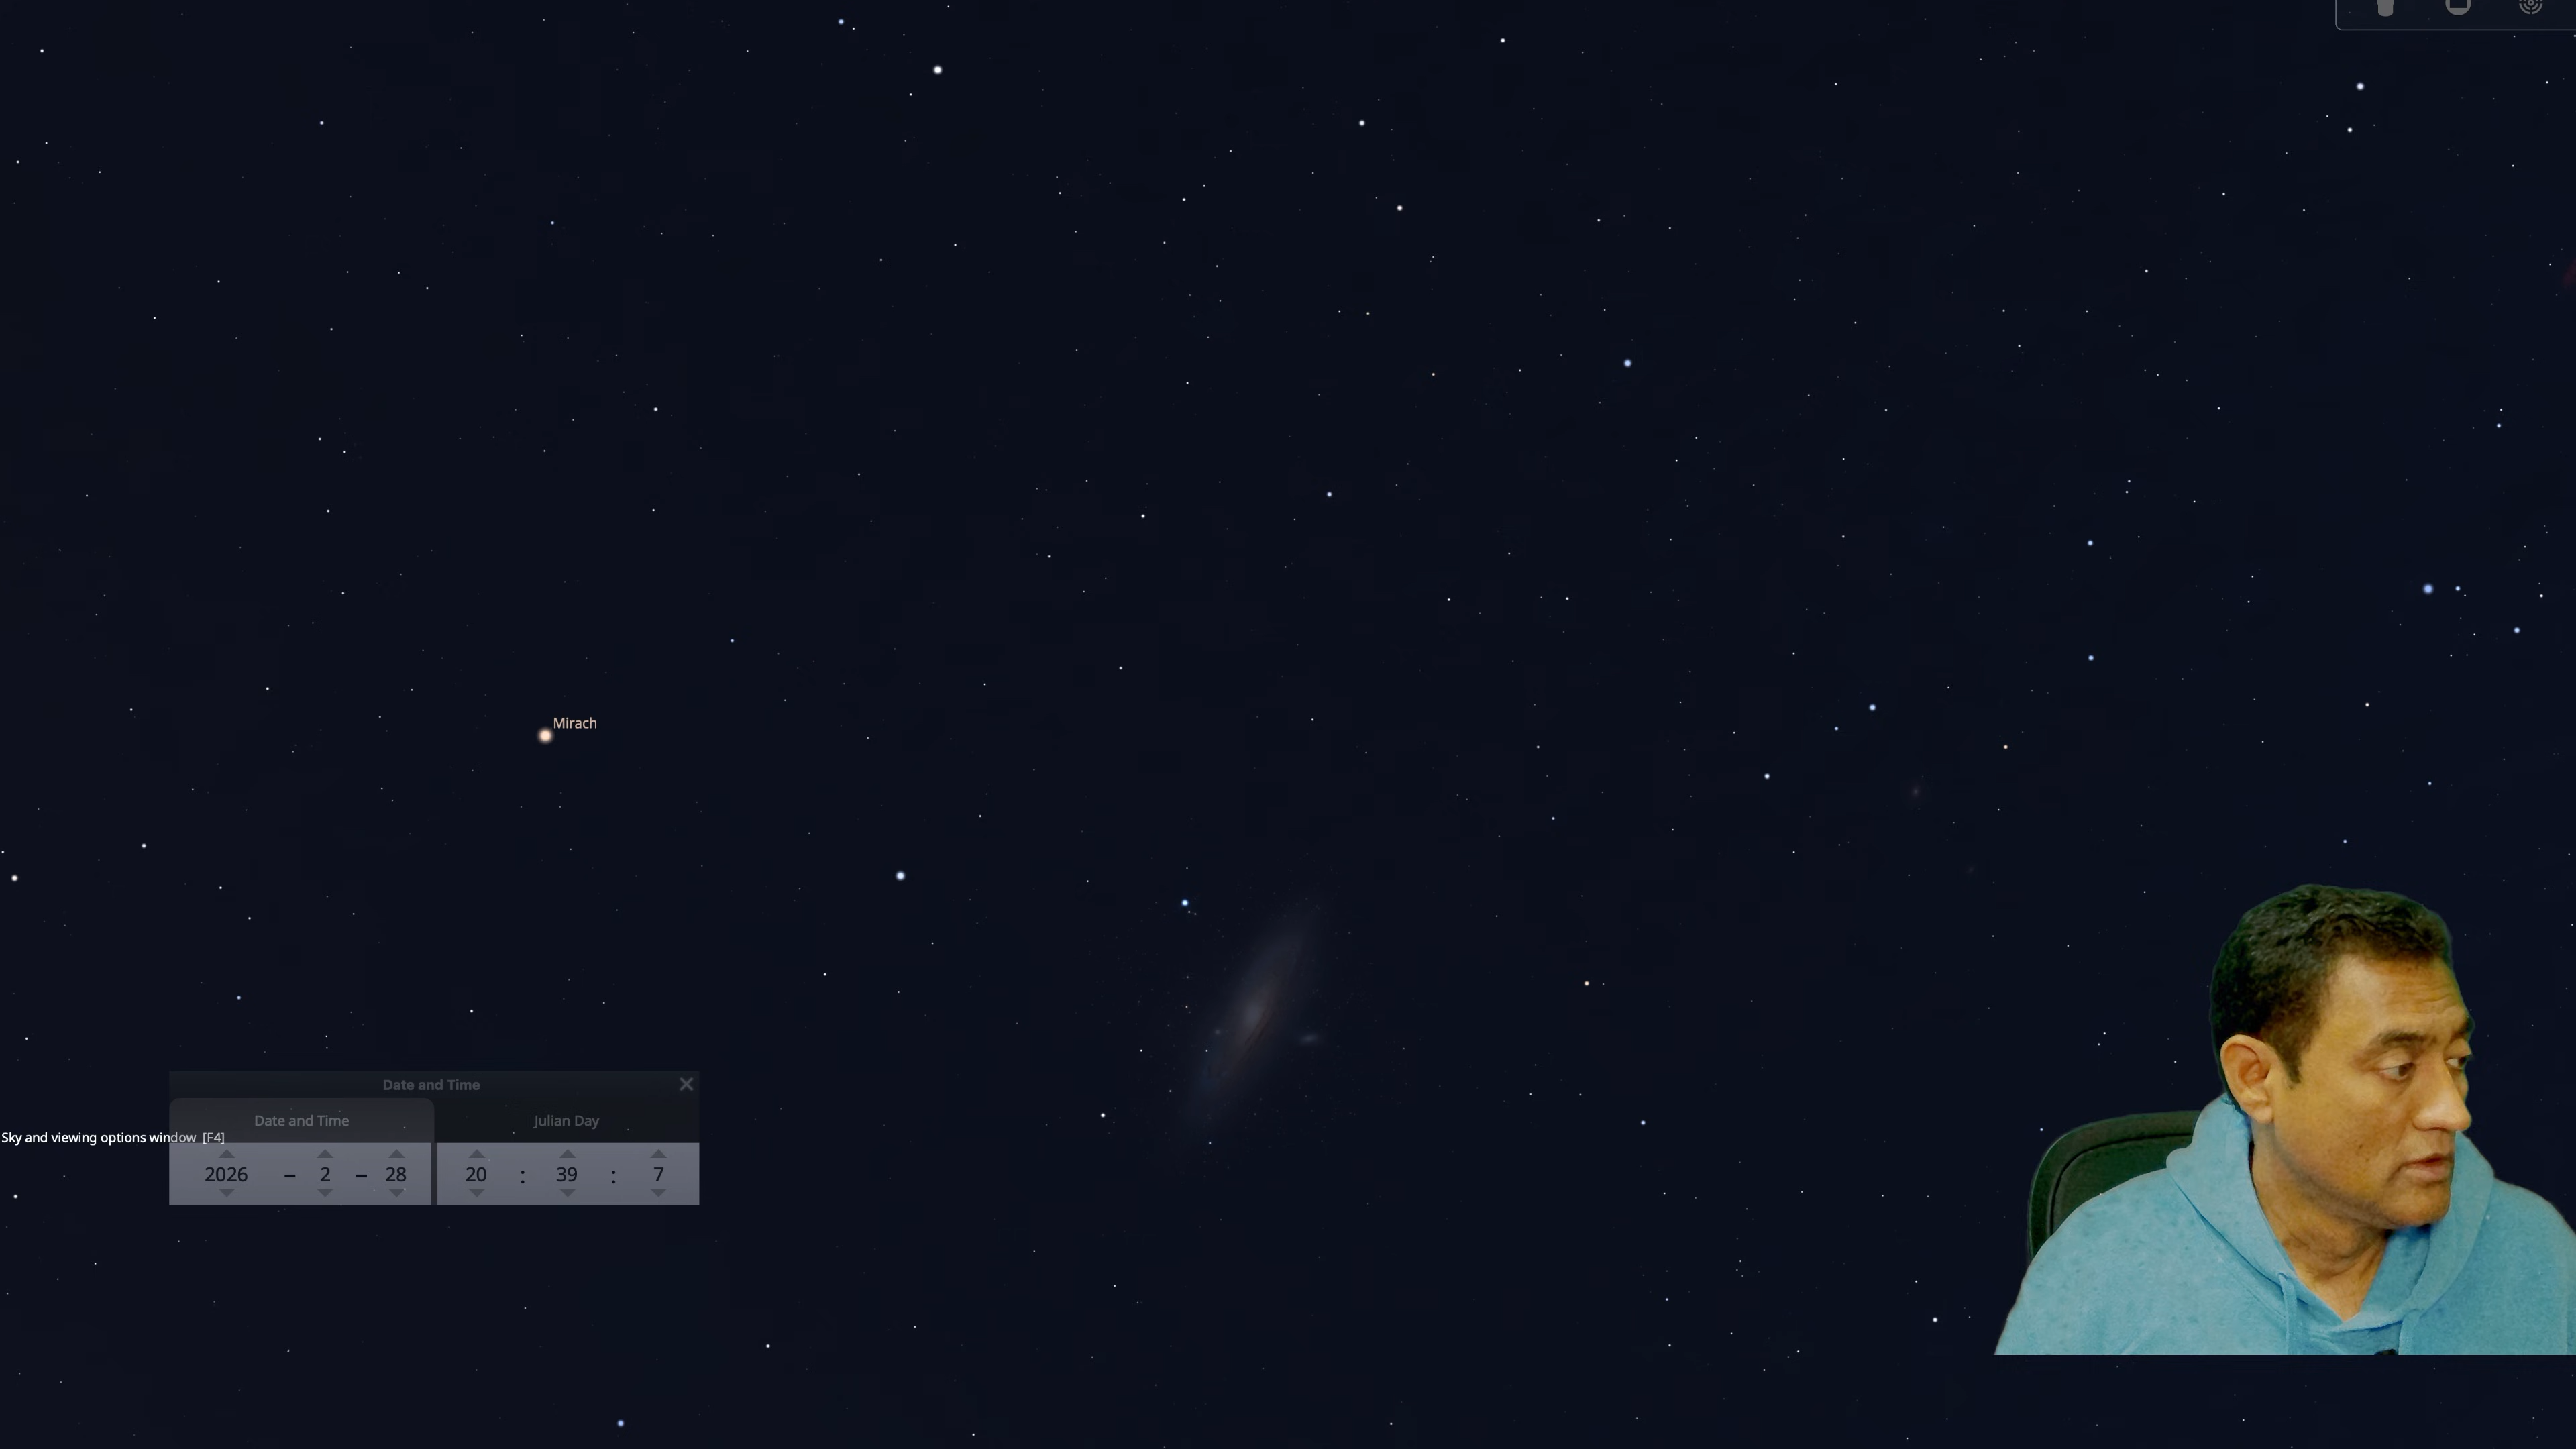 Mirach
Date and Time
Date and Time Julian Day
Sky and viewing options window [F4]
2026 – 2 – 28 20 : 39 : 7